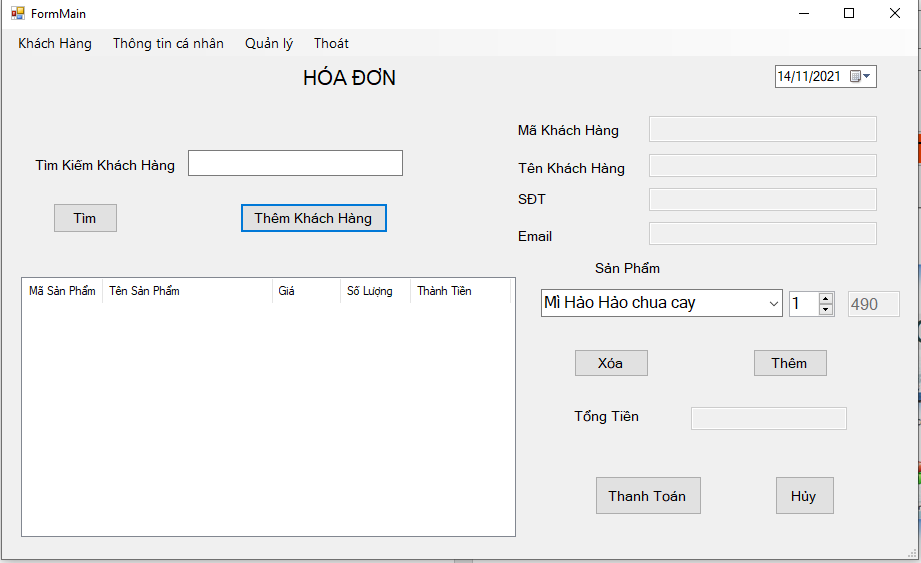 FormMain
Khách Hàng Thông tin cá nhân Quản lý Thoát
HÓA ĐƠN
14/11/2021
Mã Khách Hàng
Tìm Kiếm Khách Hàng
Tên Khách Hàng
SĐT
Tìm
Thêm Khách Hàng
Email
Sản Phẩm
Mã Sản Phẩm Tên Sản Phẩm Giá Số Lượng Thành Tiền
Mì Hảo Hảo chua cay 1 490
Xóa Thêm
Tổng Tiền
Thanh Toán Hủy